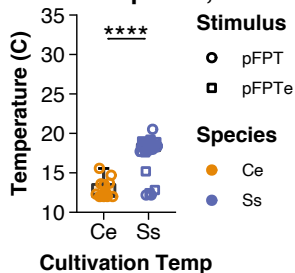 Temperature (C)
35
30
25
20
15
10
****
Ce Ss
Cultivation Temp
Stimulus
pFPT
pFPTe
Species
Ce
Ss